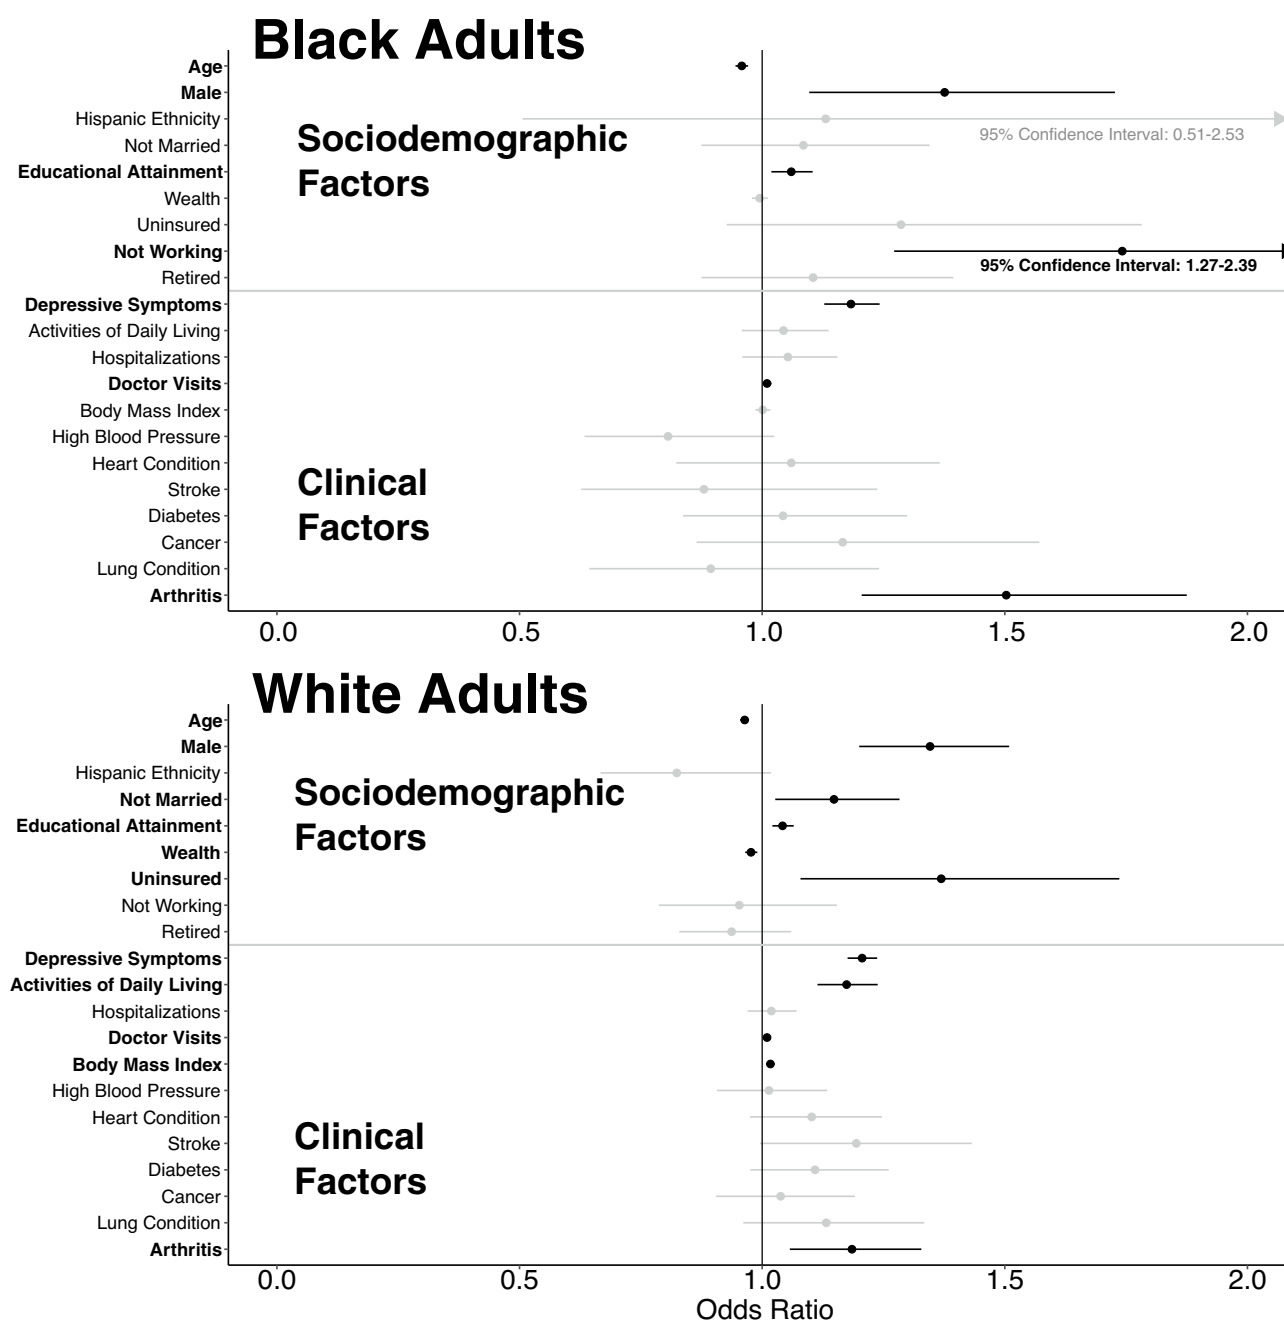 Black Adults
Age
Male
Hispanic Ethnicity
95% Confidence Interval: 0.51-2.53
Not Married
Sociodemographic
Factors
Educational Attainment
Wealth
Uninsured
Not Working
95% Confidence Interval: 1.27-2.39
Retired
Depressive Symptoms
Activities of Daily Living
Hospitalizations
Doctor Visits
Body Mass Index
High Blood Pressure
Heart Condition
Clinical
Factors
Stroke
Diabetes
Cancer
Lung Condition
Arthritis
0.0 0.5 1.0 1.5 2.0
White Adults
Age
Male
Hispanic Ethnicity
Sociodemographic
Factors
Not Married
Educational Attainment
Wealth
Uninsured
Not Working
Retired
Depressive Symptoms
Activities of Daily Living
Hospitalizations
Doctor Visits
Body Mass Index
High Blood Pressure
Heart Condition
Clinical
Factors
Stroke
Diabetes
Cancer
Lung Condition
Arthritis
0.0 0.5 1.0 1.5 2.0
Odds Ratio